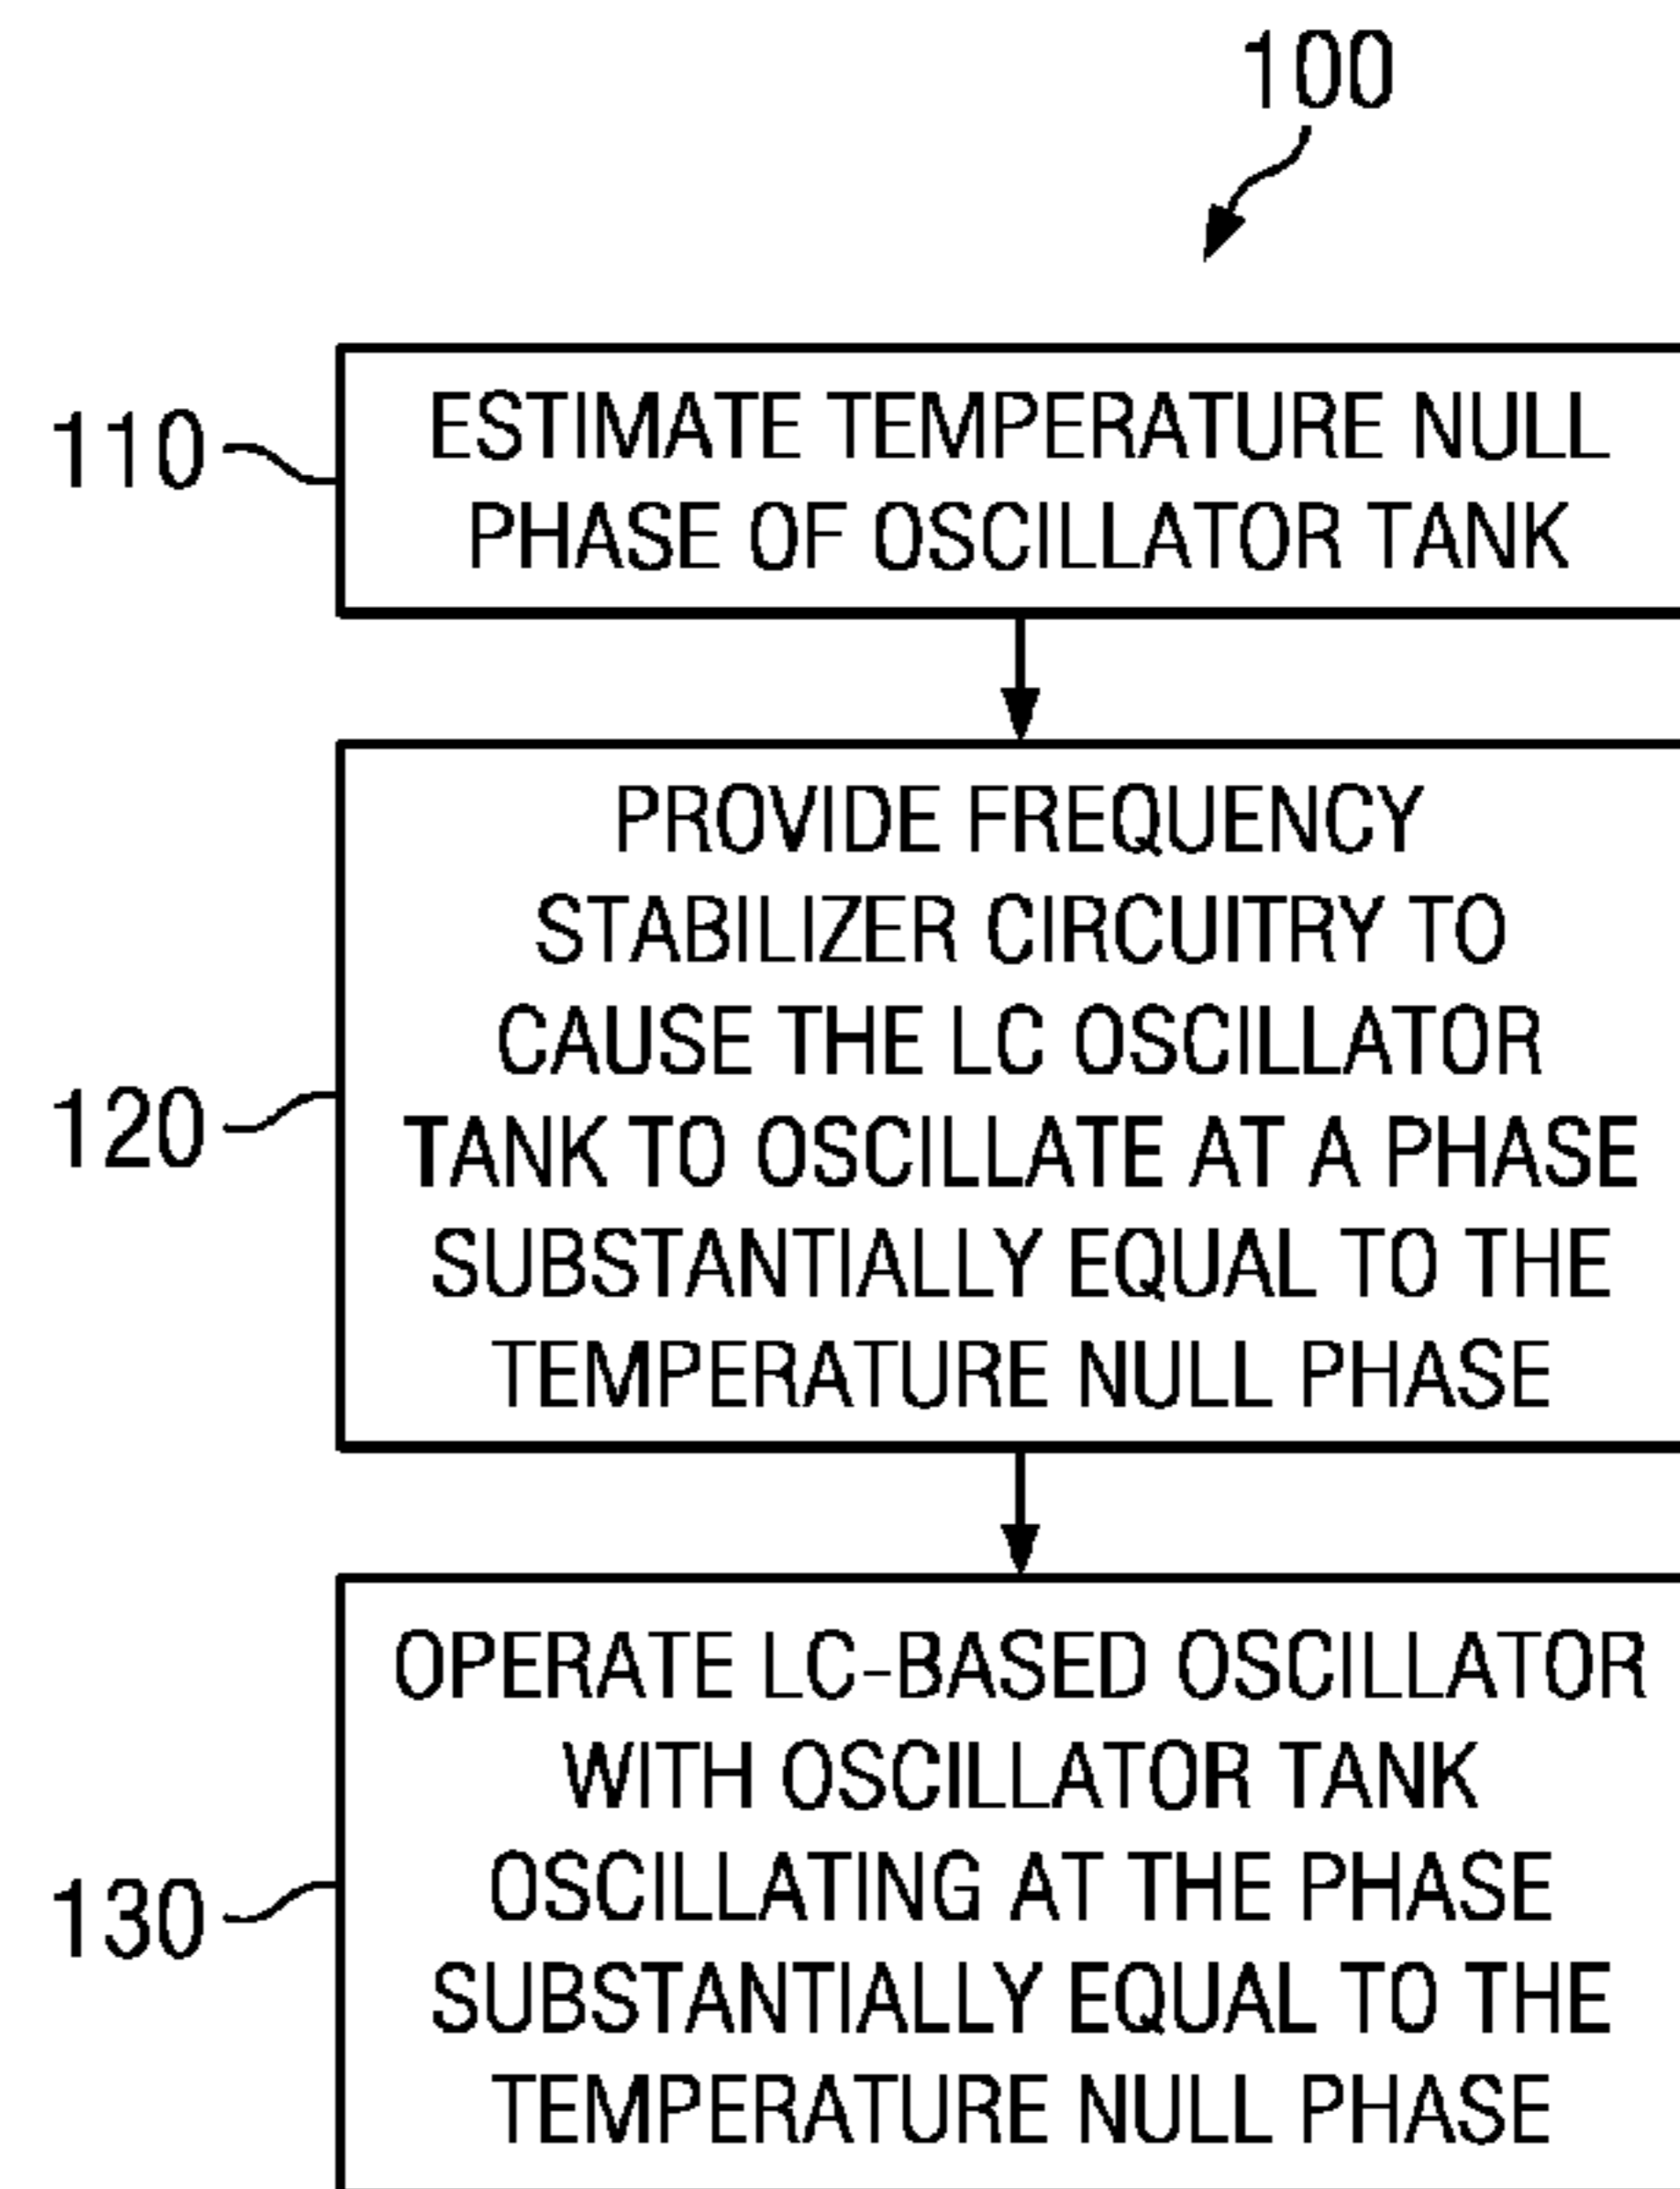 100
110
ESTIMATE TEMPERATURE NULL
PHASE OF OSCILLATOR TANK
120
PROVIDE FREQUENCY
STABILIZER CIRCUITRY TO
CAUSE THE LC OSCILLATOR
TANK TO OSCILLATE AT A PHASE
SUBSTANTIALLY EQUAL TO THE
TEMPERATURE NULL PHASE
130
OPERATE LC-BASED OSCILLATOR
WITH OSCILLATOR TANK
OSCILLATING AT THE PHASE
SUBSTANTIALLY EQUAL TO THE
TEMPERATURE NULL PHASE